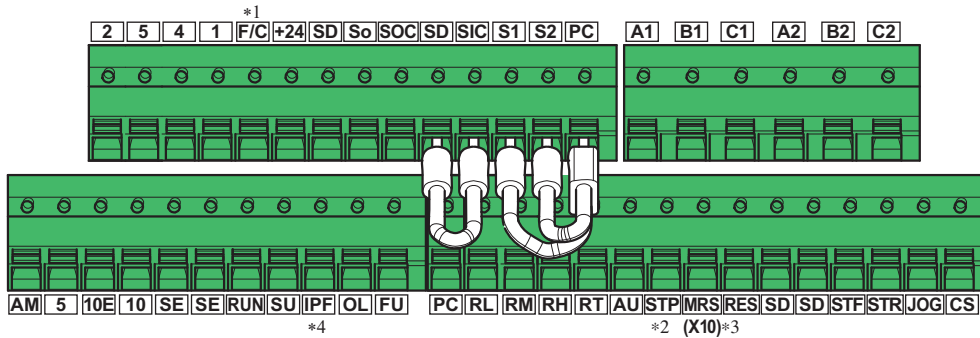 *1
2 5 4 1 F/C +24 SD So SOC SD SIC S1 S2 PC A1 B1 C1 A2 B2 C2
AM 5 10E 10 SE SE RUN SU IPF OL FU PC RL RM RH RT AU STP MRS RES SD SD STF STR JOG CS
*4 *2 (X10) *3